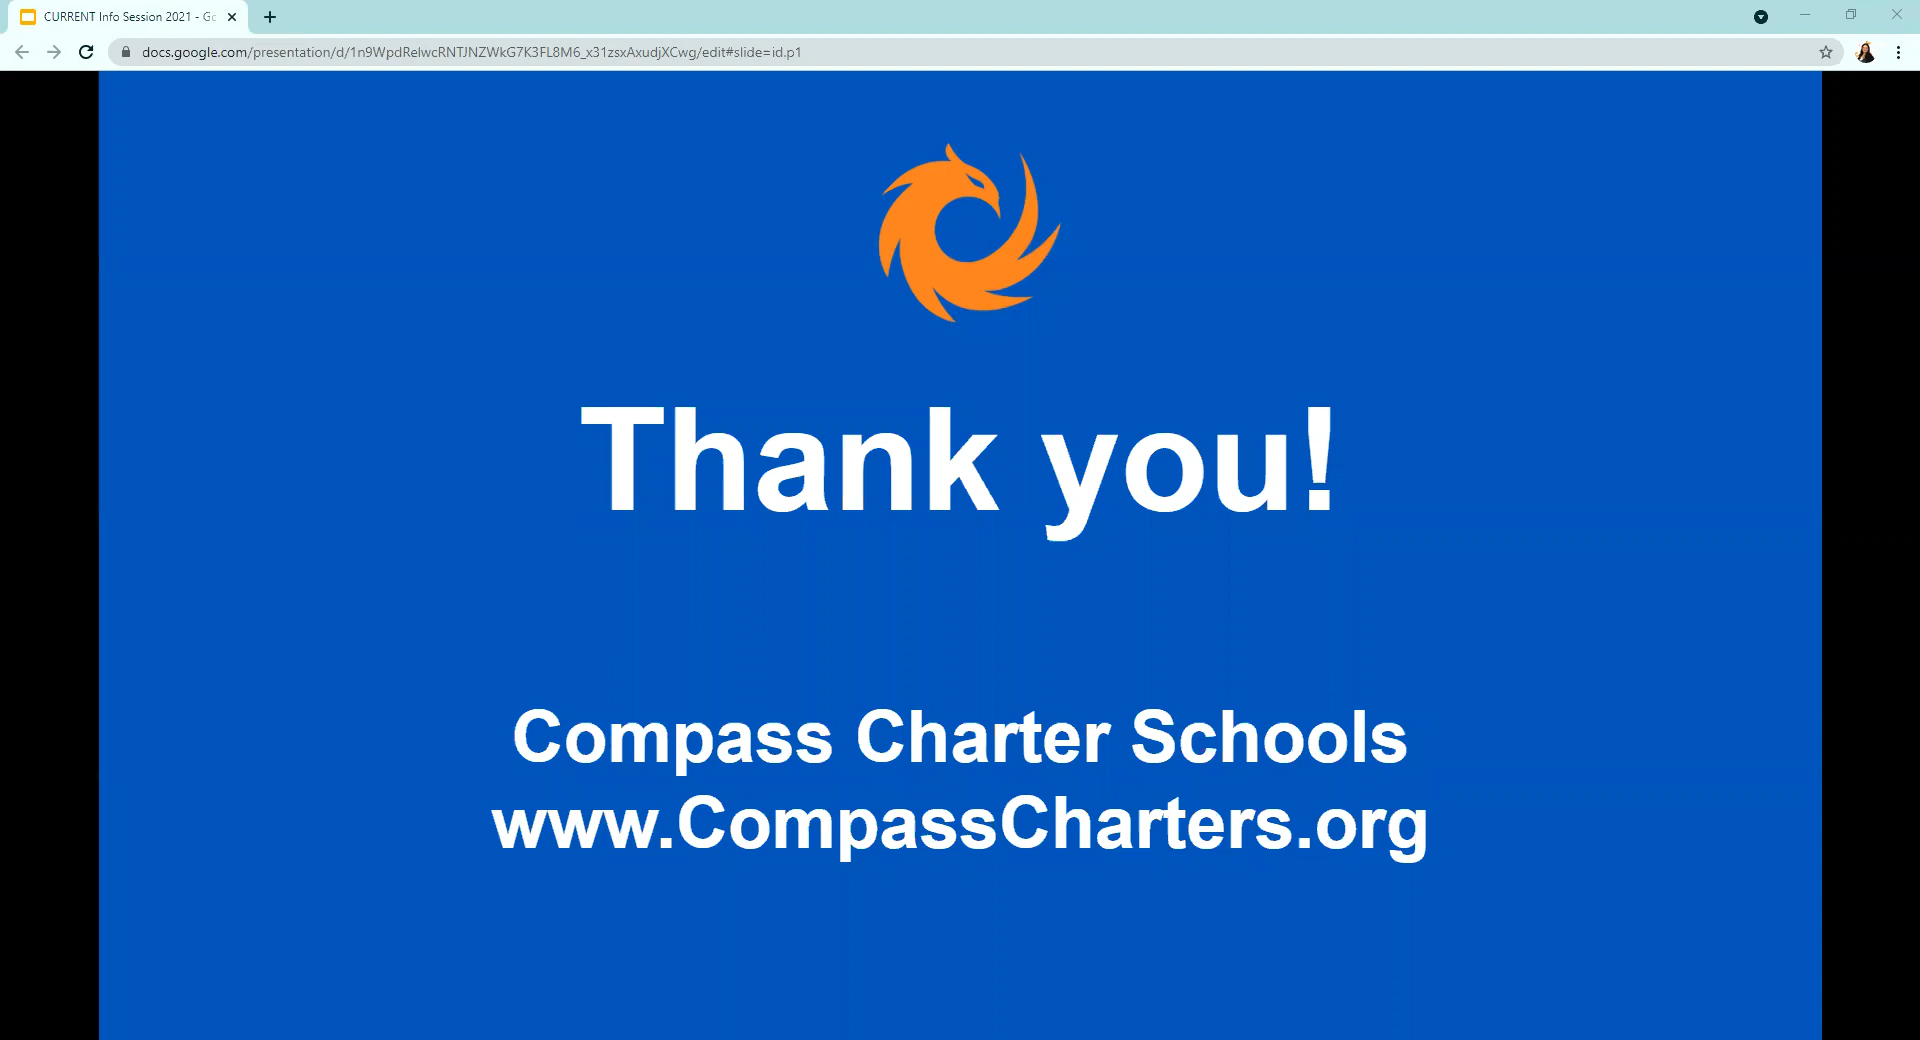 CURRENT Info Session 2021 - Go
docs.google.com/presentation/d/1n9WpdRelwcRNTJNZWkG7K3FL8M6_x31zsxAxudjXCwg/edit#slide=id.p1
Thank you!
Compass Charter Schools
www.CompassCharters.org